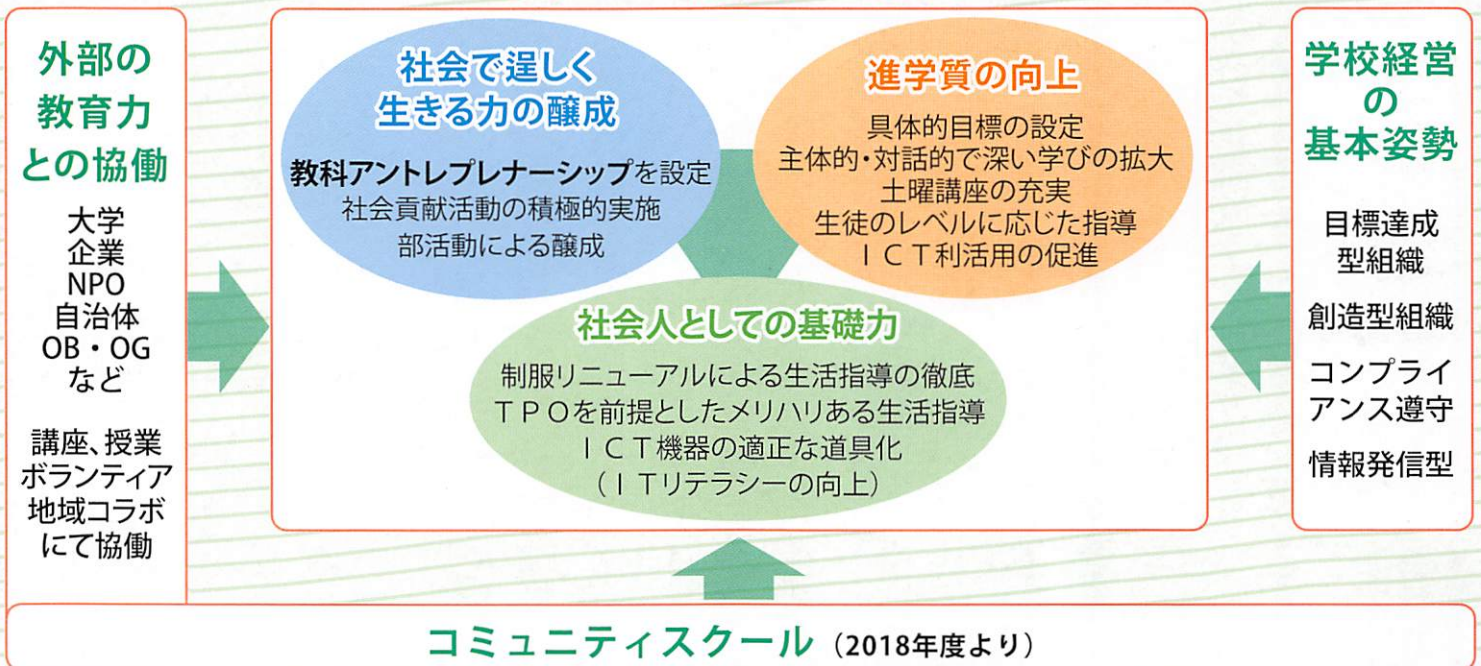 外部の
教育力
との協働
大学
企業
NPO
自治体
OB・OG
など
講座、授業
ボランティア
地域コラボ
にて協働
社会で逞しく
生きる力の醸成
教科アントレプレナーシップを設定
社会貢献活動の積極的実施
部活動による醸成
進学質の向上
具体的目標の設定
主体的・対話的で深い学びの拡大
土曜講座の充実
生徒のレベルに応じた指導
ICT利活用の促進
社会人としての基礎力
制服リニューアルによる生活指導の徹底
TPOを前提としたメリハリある生活指導
ICT機器の適正な道具化
(ITリテラシーの向上)
学校経営
の
基本姿勢
目標達成
型組織
創造型組織
コンプライ
アンス遵守
情報発信型
コミュニティスクール(2018年度より)